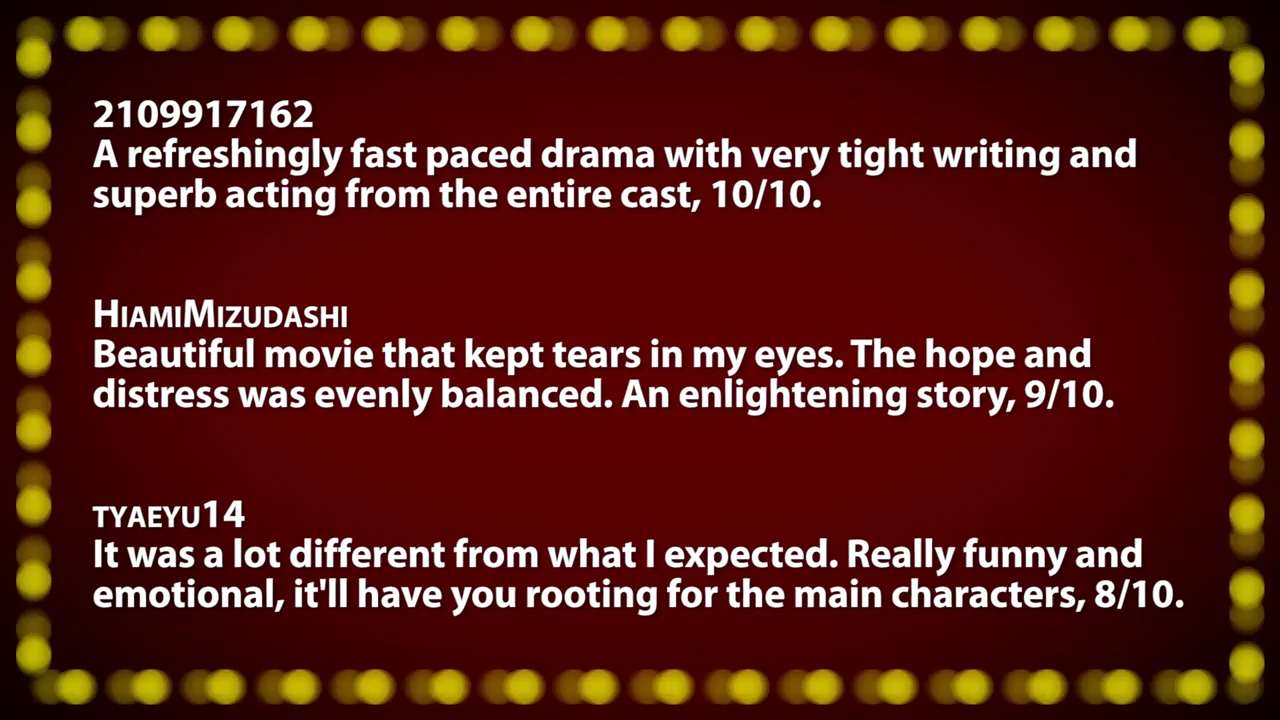 2109917162
A refreshingly fast paced drama with very tight writing and
superb acting from the entire cast, 10/10.
HiamiMizudashi
Beautiful movie that kept tears in my eyes. The hope and
distress was evenly balanced. An enlightening story, 9/10.
tyaeyu14
It was a lot different from what I expected. Really funny and
emotional, it'll have you rooting for the main characters, 8/10.